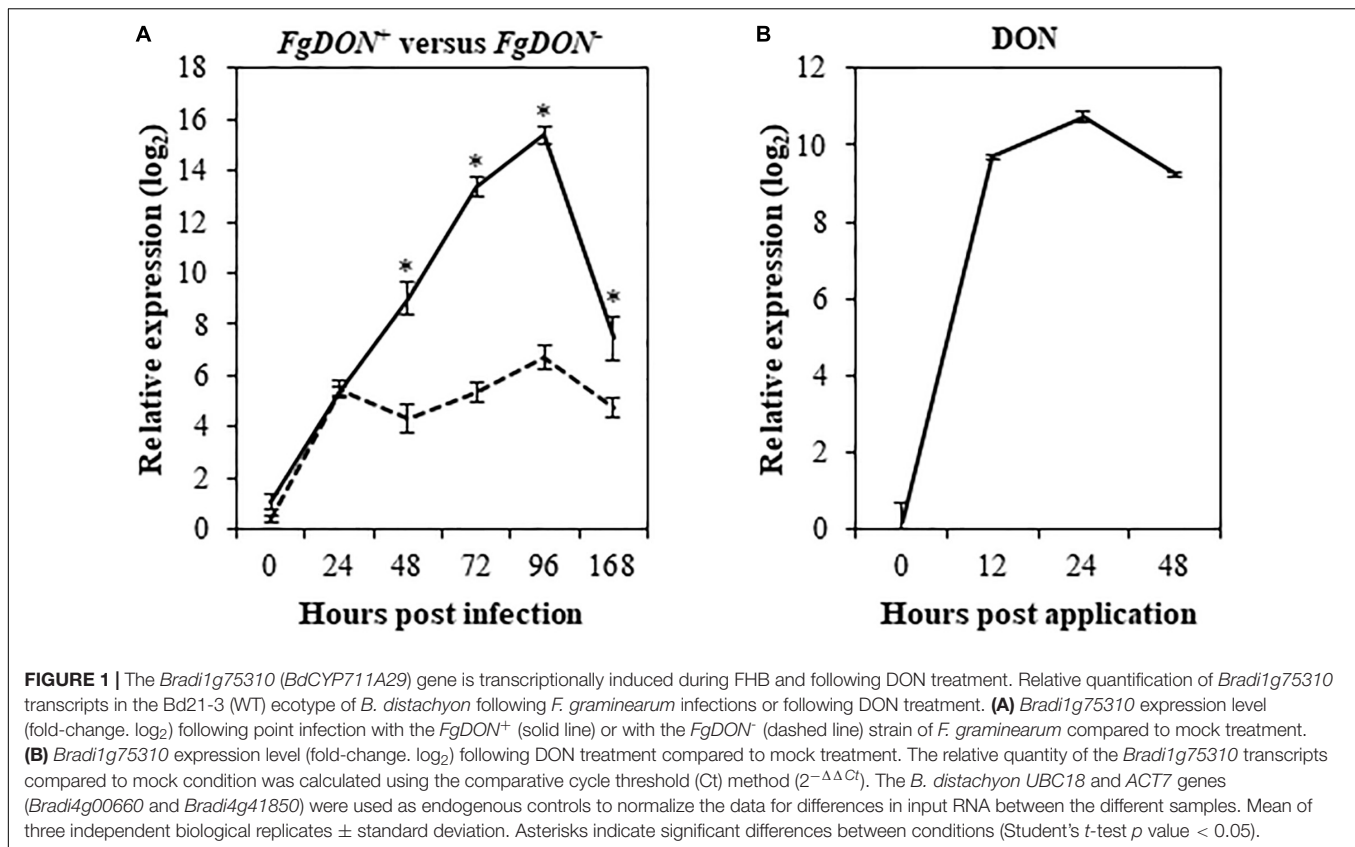 A
FgDON+ versus FgDON-
18
16
14
12
10
8
6
4
2
0
Relative expression (log2)
*
*
*
*
0 24 48 72 96 168
Hours post infection
B
DON
12
10
8
6
4
2
0
Relative expression (log2)
0 12 24 48
Hours post application
FIGURE 1 | The Bradi1g75310 (BdCYP711A29) gene is transcriptionally induced during FHB and following DON treatment. Relative quantification of Bradi1g75310
transcripts in the Bd21-3 (WT) ecotype of B. distachyon following F. graminearum infections or following DON treatment. (A) Bradi1g75310 expression level
(fold-change. log2) following point infection with the FgDON+ (solid line) or with the FgDON- (dashed line) strain of F. graminearum compared to mock treatment.
(B) Bradi1g75310 expression level (fold-change. log2) following DON treatment compared to mock treatment. The relative quantity of the Bradi1g75310 transcripts
compared to mock condition was calculated using the comparative cycle threshold (Ct) method (2−ΔΔCt). The B. distachyon UBC18 and ACT7 genes
(Bradi4g00660 and Bradi4g41850) were used as endogenous controls to normalize the data for differences in input RNA between the different samples. Mean of
three independent biological replicates ± standard deviation. Asterisks indicate significant differences between conditions (Student's t-test p value < 0.05).